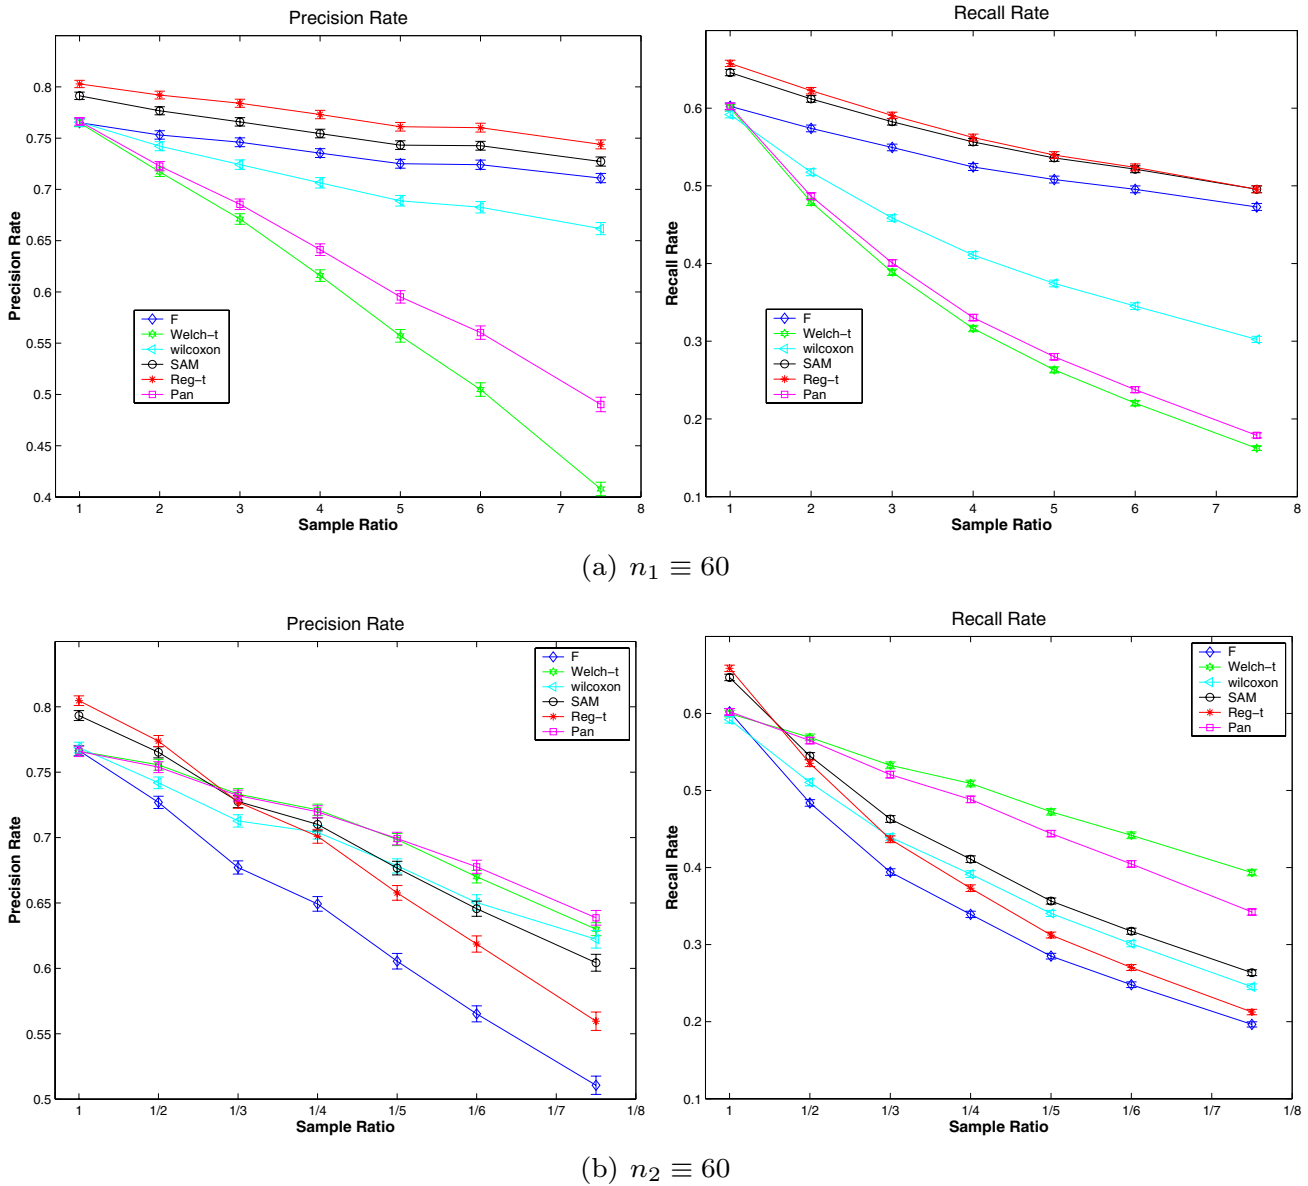 Precision Rate
0.8
0.75
0.7
0.65
0.6
0.55
0.5
0.45
0.4
Precision Rate
F
Welch-t
wilcoxon
SAM
Reg-t
Pan
1 2 3 4 5 6 7 8
Sample Ratio
Recall Rate
0.6
0.5
0.4
0.3
0.2
0.1
Recall Rate
F
Welch-t
wilcoxon
SAM
Reg-t
Pan
1 2 3 4 5 6 7 8
Sample Ratio
(a) n₁ ≡ 60
Precision Rate
0.8
0.75
0.7
0.65
0.6
0.55
0.5
Precision Rate
F
Welch-t
wilcoxon
SAM
Reg-t
Pan
1 1/2 1/3 1/4 1/5 1/6 1/7 1/8
Sample Ratio
Recall Rate
0.6
0.5
0.4
0.3
0.2
0.1
Recall Rate
F
Welch-t
wilcoxon
SAM
Reg-t
Pan
1 1/2 1/3 1/4 1/5 1/6 1/7 1/8
Sample Ratio
(b) n₂ ≡ 60